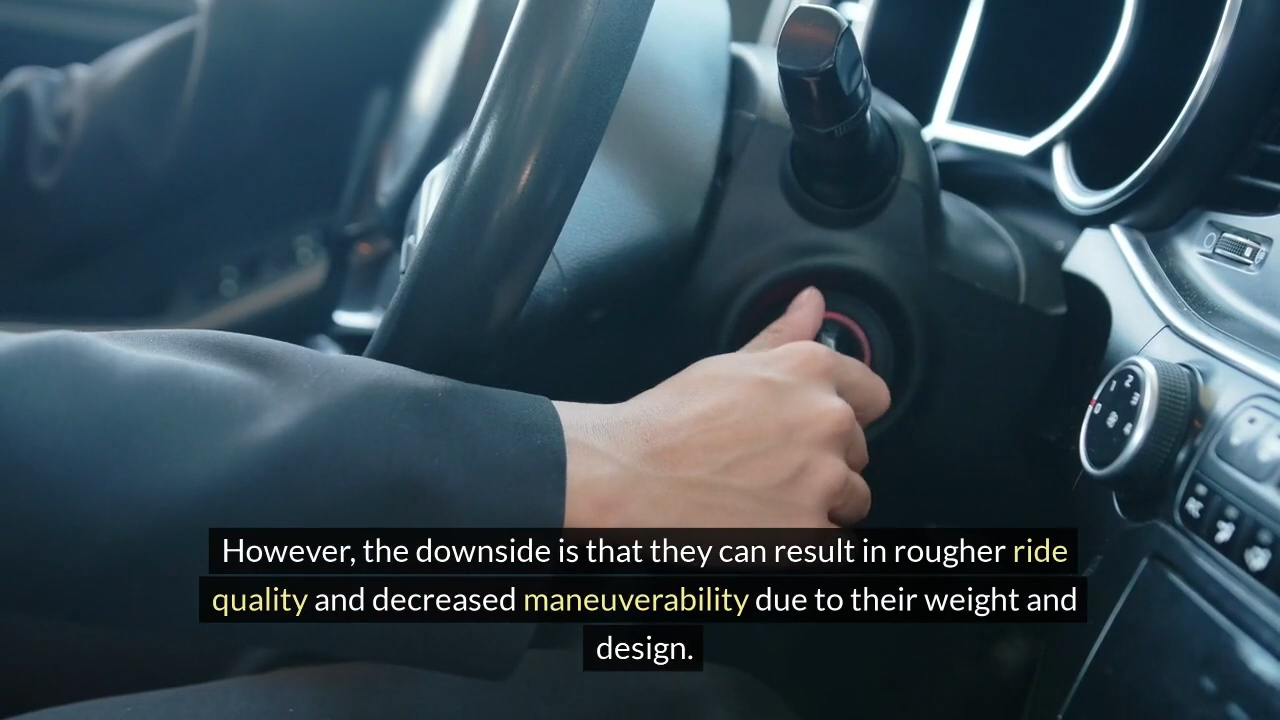 However, the downside is that they can result in rougher ride
quality and decreased maneuverability due to their weight and
design.